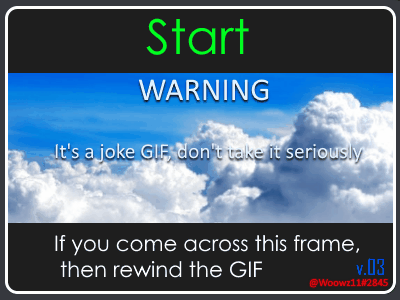 Start
WARNING
It's a joke GIF, don't take it seriously
If you come across this frame,
then rewind the GIF
v.03
@Woowz11#2845